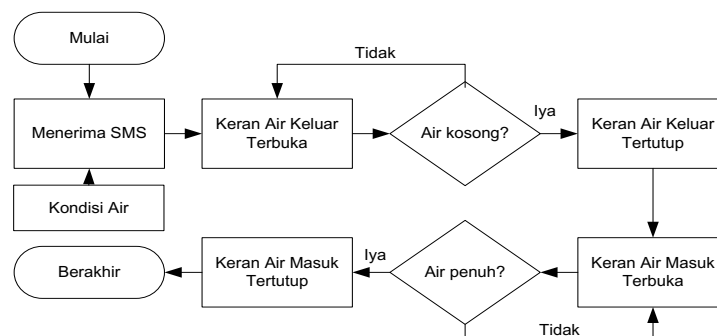 Mulai
Tidak
Menerima SMS
Keran Air Keluar
Terbuka
Air kosong?
Iya
Keran Air Keluar
Tertutup
Kondisi Air
Berakhir
Keran Air Masuk
Tertutup
Iya
Air penuh?
Keran Air Masuk
Terbuka
Tidak